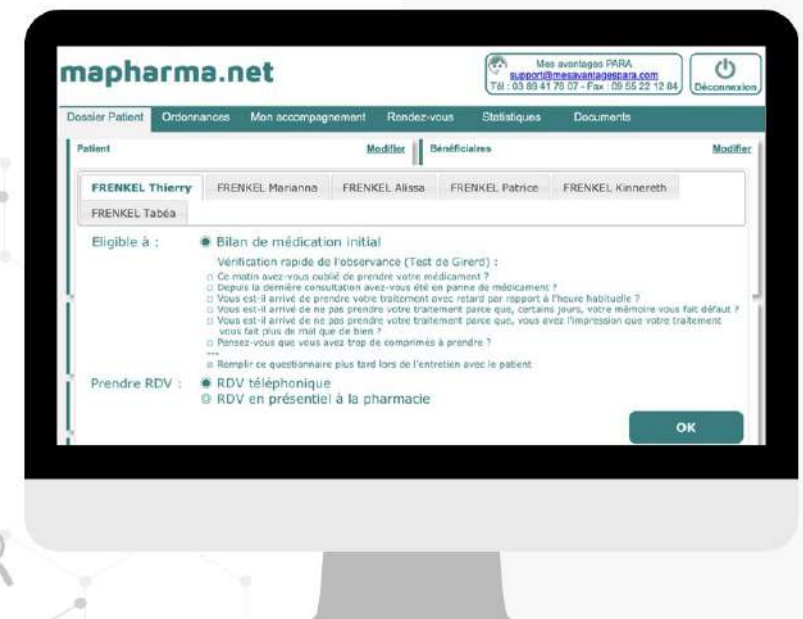 mapharma.net
Mes avantages PARA
support@mesavantagespara.com
Tél : 03 89 41 76 07 - Fax : 09 55 22 12 84
Déconnexion
Dossier Patient Ordonnances Mon accompagnement Rendez-vous Statistiques Documents
Patient Modifier Bénéficiaires Modifier
FRENKEL Thierry FRENKEL Marianna FRENKEL Alissa FRENKEL Patrice FRENKEL Kinnereth
FRENKEL Tabéa
Eligible à : Bilan de médication initial
Vérification rapide de l'observance (Test de Girerd) :
Ce matin avez-vous oublié de prendre votre médicament ?
Depuis la dernière consultation avez-vous été en panne de médicament ?
Vous est-il arrivé de prendre votre traitement avec retard par rapport à l'heure habituelle ?
Vous est-il arrivé de ne pas prendre votre traitement parce que, certains jours, votre mémoire vous fait défaut ?
Vous est-il arrivé de ne pas prendre votre traitement parce que, vous avez l'impression que votre traitement
vous fait plus de mal que de bien ?
Pensez-vous que vous avez trop de comprimés à prendre ?
---
Remplir ce questionnaire plus tard lors de l'entretien avec le patient
Prendre RDV : RDV téléphonique
RDV en présentiel à la pharmacie
OK